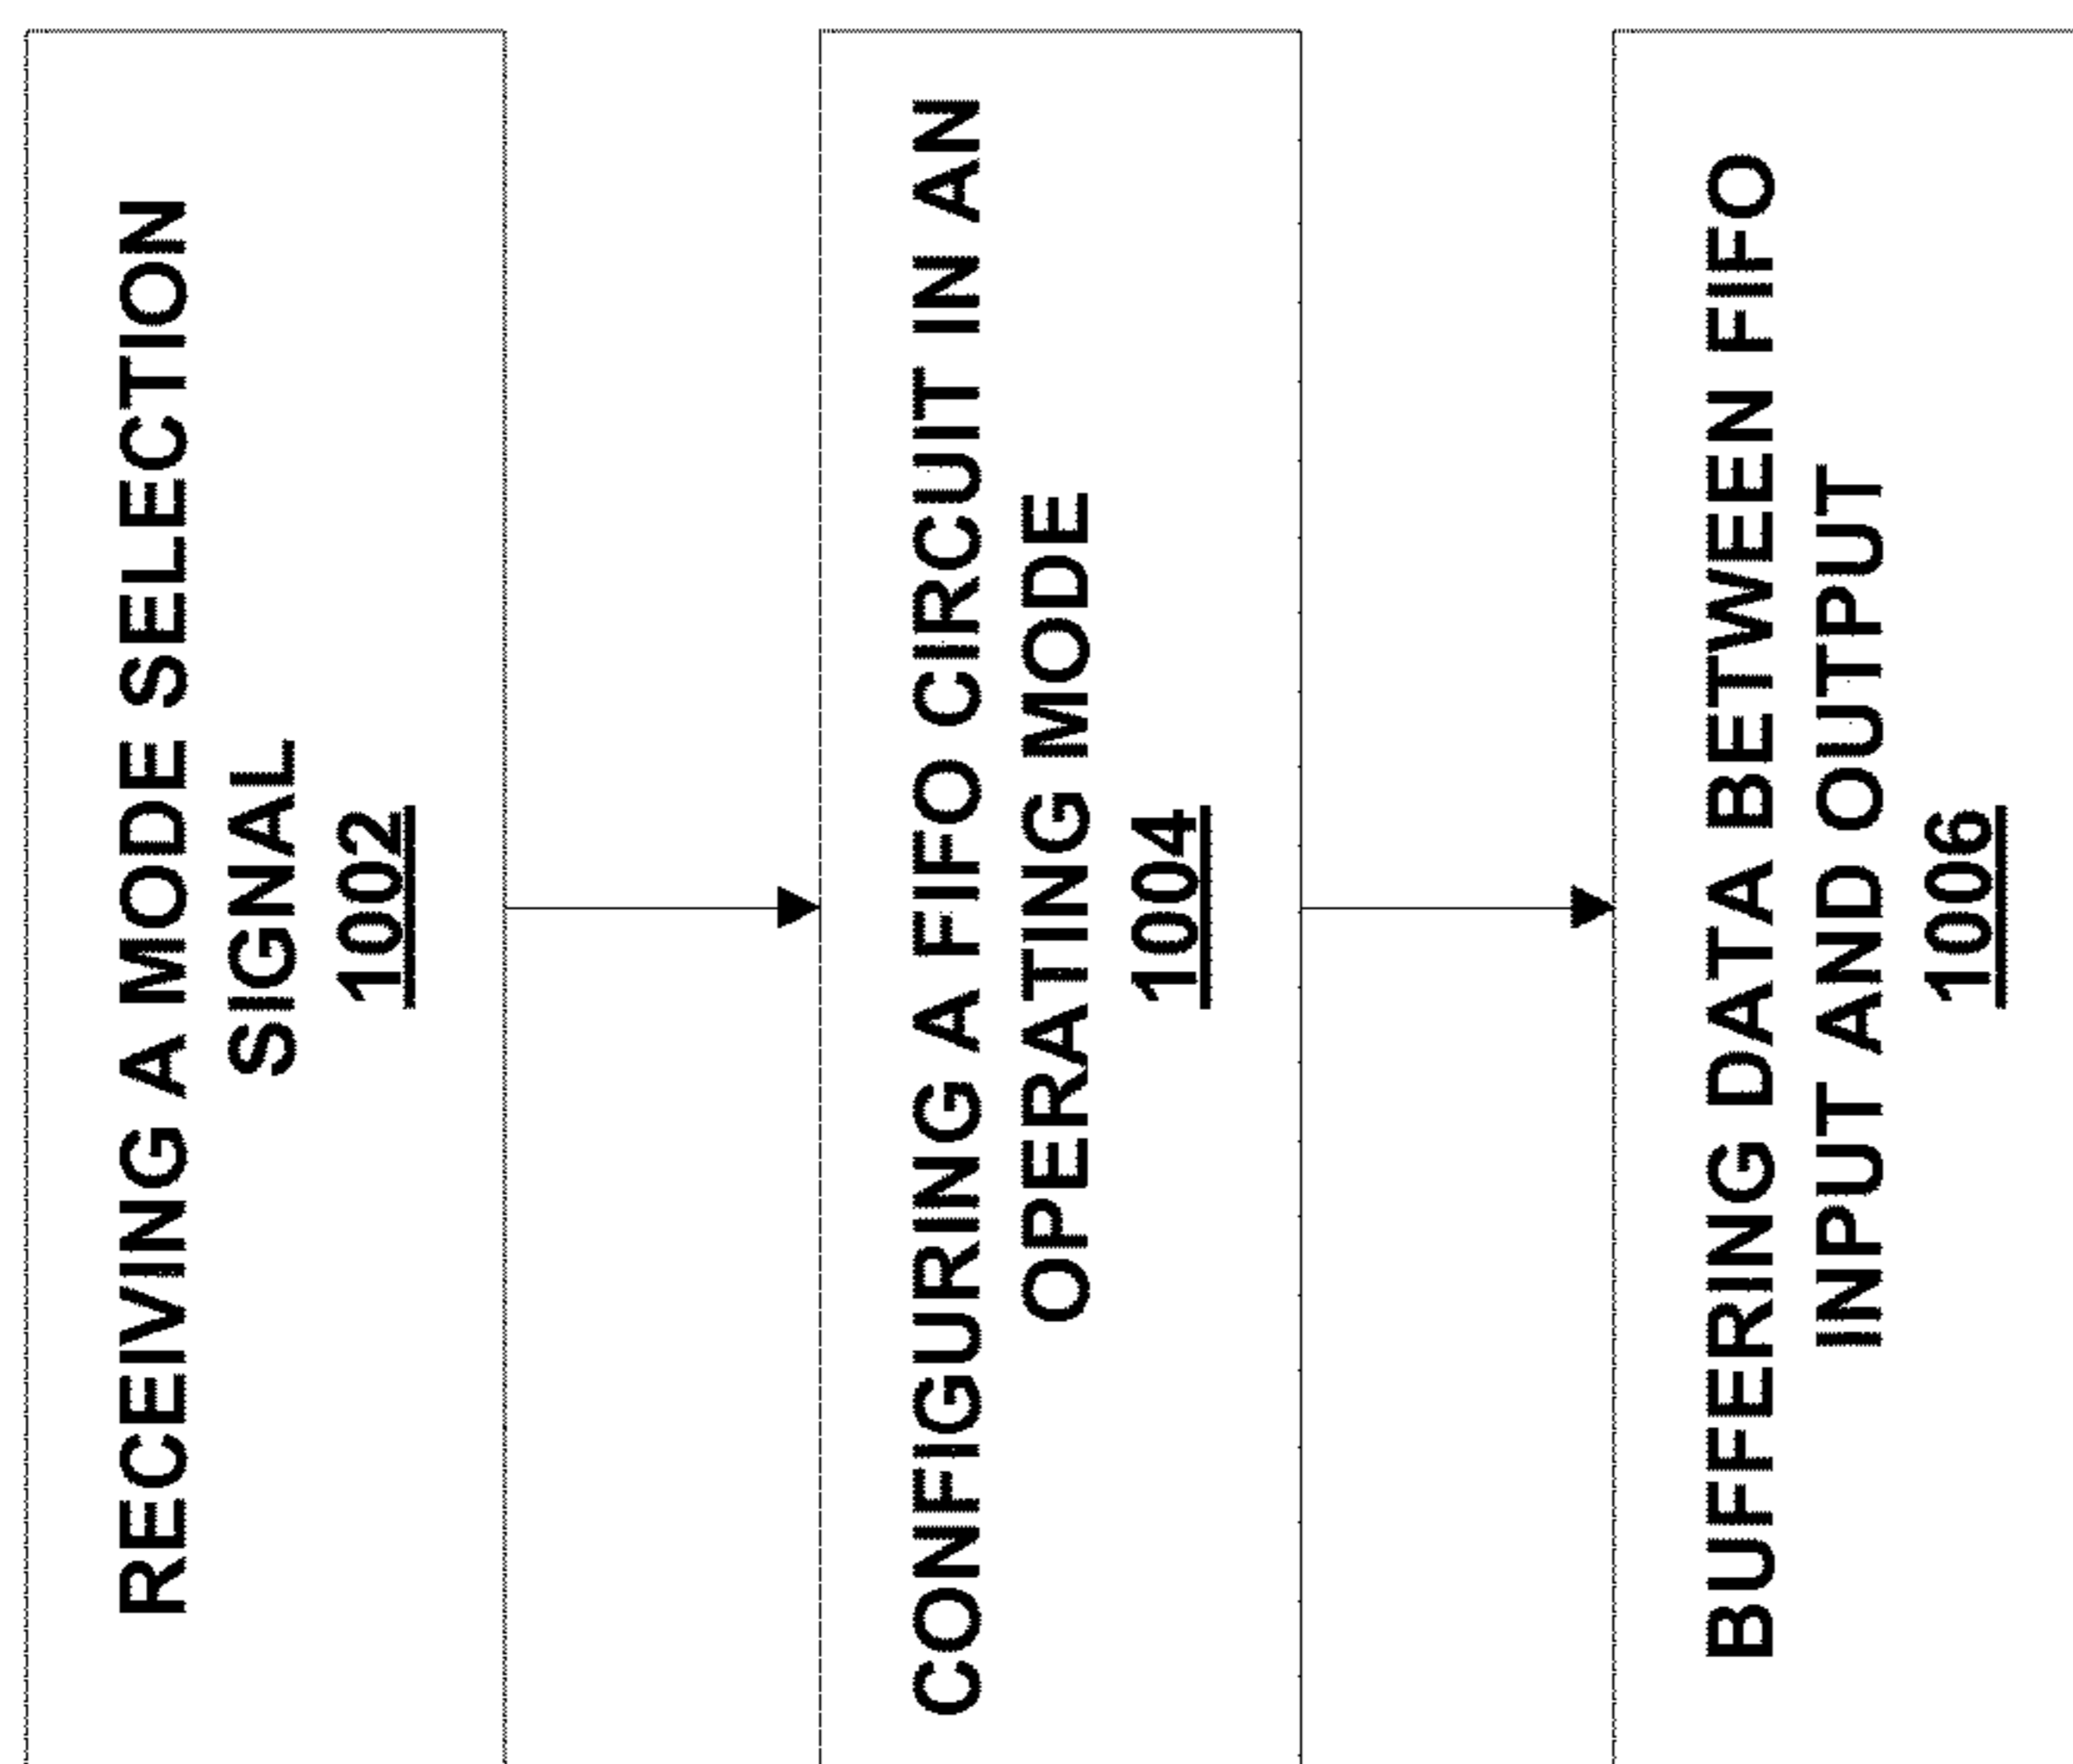 RECEIVING A MODE SELECTION
SIGNAL
1002
CONFIGURING A FIFO CIRCUIT IN AN
OPERATING MODE
1004
BUFFERING DATA BETWEEN FIFO
INPUT AND OUTPUT
1006